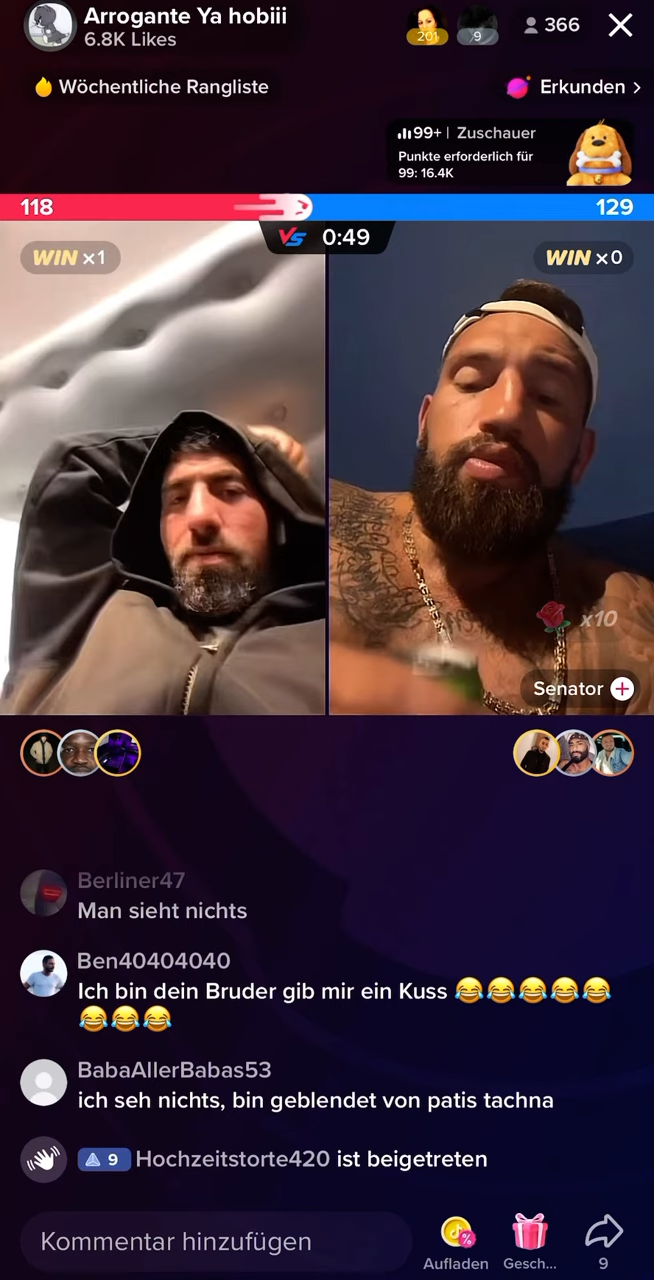 Arrogante Ya hobiii
6.8K Likes
201
9
366
Wöchentliche Rangliste
Erkunden >
99+ | Zuschauer
Punkte erforderlich für
99: 16.4K
118
129
VS 0:49
WIN x1
WIN x0
x10
Senator +
Berliner47
Man sieht nichts
Ben40404040
Ich bin dein Bruder gib mir ein Kuss 😂😂😂😂😂
😂😂😂
BabaAllerBabas53
ich seh nichts, bin geblendet von patis tachna
9 Hochzeitstorte420 ist beigetreten
Kommentar hinzufügen
%
Aufladen
Gesch...
9